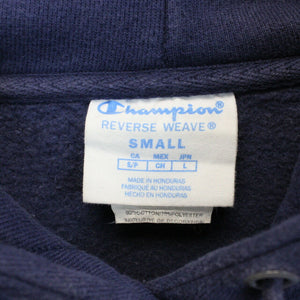 Champion
REVERSE WEAVE®
SMALL
CA MEX JPN
S/P CH L
MADE IN HONDURAS
FABRIQUÉ AU HONDURAS
HECHO EN HONDURAS